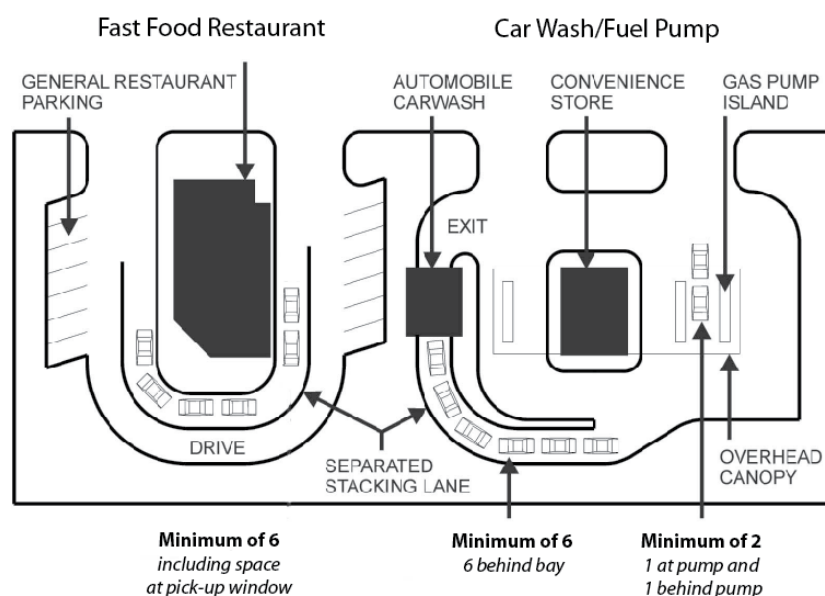 Fast Food Restaurant
Car Wash/Fuel Pump
GENERAL RESTAURANT
PARKING
AUTOMOBILE
CARWASH
CONVENIENCE
STORE
GAS PUMP
ISLAND
EXIT
DRIVE
SEPARATED
STACKING LANE
OVERHEAD
CANOPY
Minimum of 6
including space
at pick-up window
Minimum of 6
6 behind bay
Minimum of 2
1 at pump and
1 behind pump